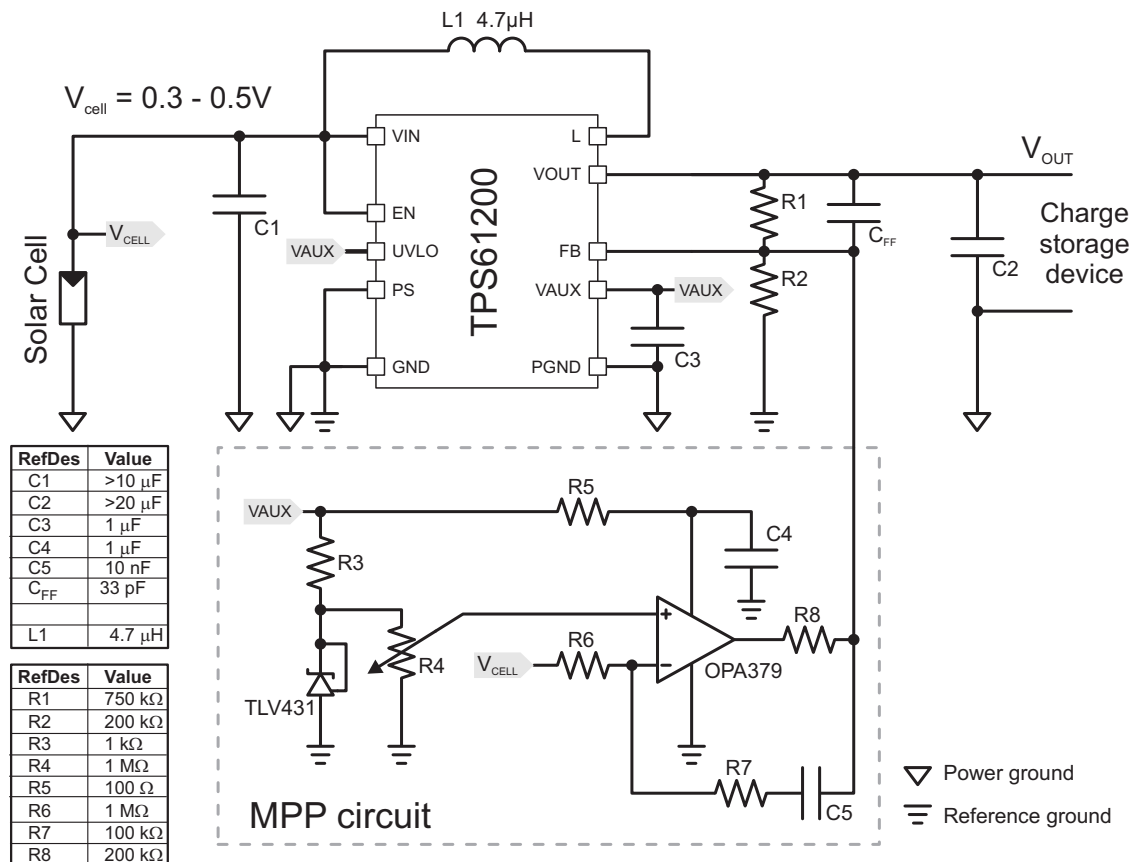 L1 4.7μH
V_cell = 0.3 - 0.5V
VIN
L
VOUT
V_OUT
R1
C_FF
Charge
storage
device
EN
C1
V_CELL
VAUX
UVLO
FB
C2
Solar Cell
TPS61200
PS
VAUX
VAUX
R2
C3
GND
PGND
RefDes Value
C1 >10 μF
C2 >20 μF
C3 1 μF
C4 1 μF
C5 10 nF
C_FF 33 pF
L1 4.7 μH
RefDes Value
R1 750 kΩ
R2 200 kΩ
R3 1 kΩ
R4 1 MΩ
R5 100 Ω
R6 1 MΩ
R7 100 kΩ
R8 200 kΩ
VAUX
R5
R3
C4
R4
V_CELL
R6
+
−
R8
OPA379
TLV431
R7
C5
MPP circuit
Power ground
Reference ground